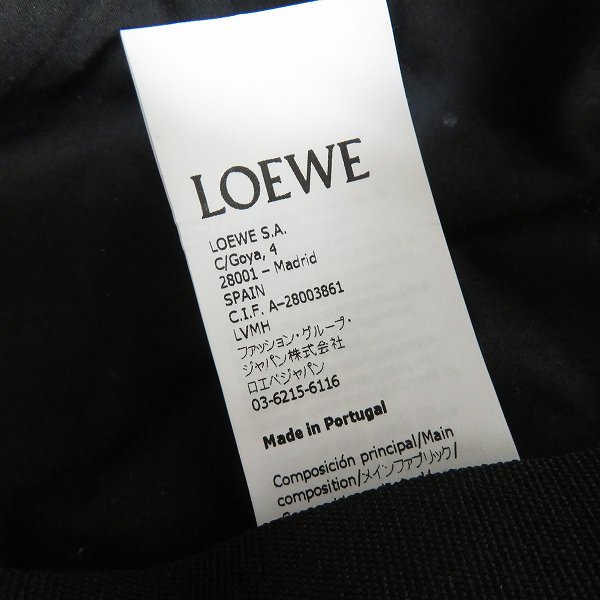 LOEWE
LOEWE S.A.
C/Goya, 4
28001 – Madrid
SPAIN
C.I.F. A–28003861
LVMH
ファッション・グループ・
ジャパン株式会社
ロエベジャパン
03-6215-6116
Made in Portugal
Composición principal/Main
composition/メインファブリック/